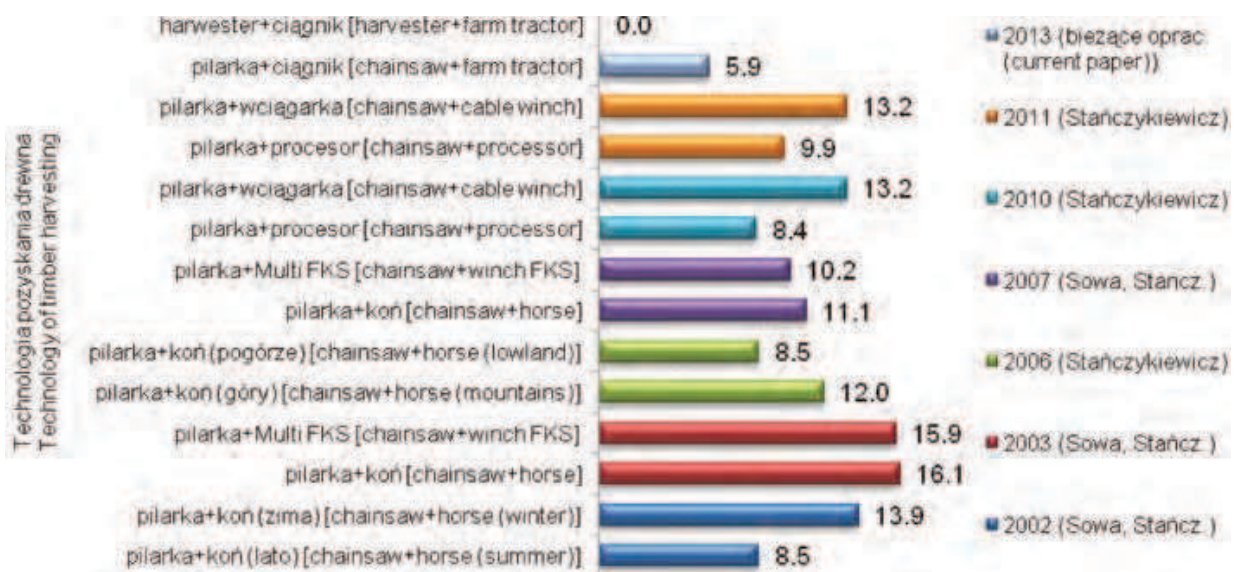 Technologia pozyskania drewna
Technology of timber harvesting
harwester+ciągnik [harvester+farm tractor] 0.0
pilarka+ciągnik [chainsaw+farm tractor] 5.9
pilarka+wciągarka [chainsaw+cable winch] 13.2
pilarka+procesor [chainsaw+processor] 9.9
pilarka+wciągarka [chainsaw+cable winch] 13.2
pilarka+procesor [chainsaw+processor] 8.4
pilarka+Multi FKS [chainsaw+winch FKS] 10.2
pilarka+koń [chainsaw+horse] 11.1
pilarka+koń (pogórze) [chainsaw+horse (lowland)] 8.5
pilarka+koń (góry) [chainsaw+horse (mountains)] 12.0
pilarka+Multi FKS [chainsaw+winch FKS] 15.9
pilarka+koń [chainsaw+horse] 16.1
pilarka+koń (zima) [chainsaw+horse (winter)] 13.9
pilarka+koń (lato) [chainsaw+horse (summer)] 8.5
2013 (bieżące oprac.
(current paper))
2011 (Stańczykiewicz)
2010 (Stańczykiewicz)
2007 (Sowa, Stańcz.)
2006 (Stańczykiewicz)
2003 (Sowa, Stańcz.)
2002 (Sowa, Stańcz.)